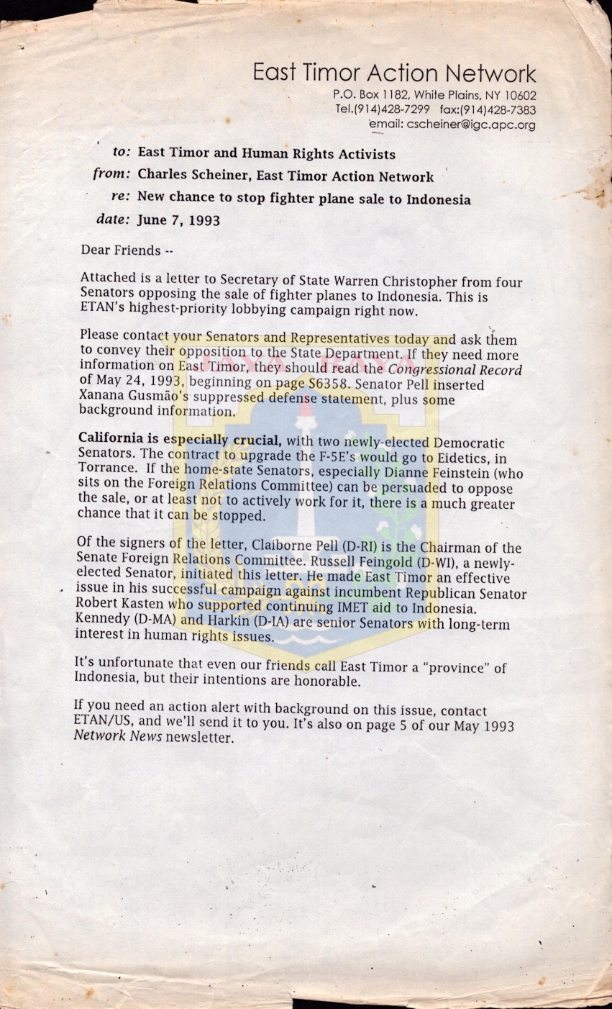 East Timor Action Network
P.O. Box 1182, White Plains, NY 10602
Tel.(914)428-7299 fax:(914)428-7383
email: cscheiner@igc.apc.org
to: East Timor and Human Rights Activists
from: Charles Scheiner, East Timor Action Network
re: New chance to stop fighter plane sale to Indonesia
date: June 7, 1993
Dear Friends --
Attached is a letter to Secretary of State Warren Christopher from four
Senators opposing the sale of fighter planes to Indonesia. This is
ETAN's highest-priority lobbying campaign right now.
Please contact your Senators and Representatives today and ask them
to convey their opposition to the State Department. If they need more
information on East Timor, they should read the Congressional Record
of May 24, 1993, beginning on page S6358. Senator Pell inserted
Xanana Gusmão's suppressed defense statement, plus some
background information.
California is especially crucial, with two newly-elected Democratic
Senators. The contract to upgrade the F-5E's would go to Eidetics, in
Torrance. If the home-state Senators, especially Dianne Feinstein (who
sits on the Foreign Relations Committee) can be persuaded to oppose
the sale, or at least not to actively work for it, there is a much greater
chance that it can be stopped.
Of the signers of the letter, Claiborne Pell (D-RI) is the Chairman of the
Senate Foreign Relations Committee. Russell Feingold (D-WI), a newly-
elected Senator, initiated this letter. He made East Timor an effective
issue in his successful campaign against incumbent Republican Senator
Robert Kasten who supported continuing IMET aid to Indonesia.
Kennedy (D-MA) and Harkin (D-IA) are senior Senators with long-term
interest in human rights issues.
It's unfortunate that even our friends call East Timor a "province" of
Indonesia, but their intentions are honorable.
If you need an action alert with background on this issue, contact
ETAN/US, and we'll send it to you. It's also on page 5 of our May 1993
Network News newsletter.
JAYA RAYA